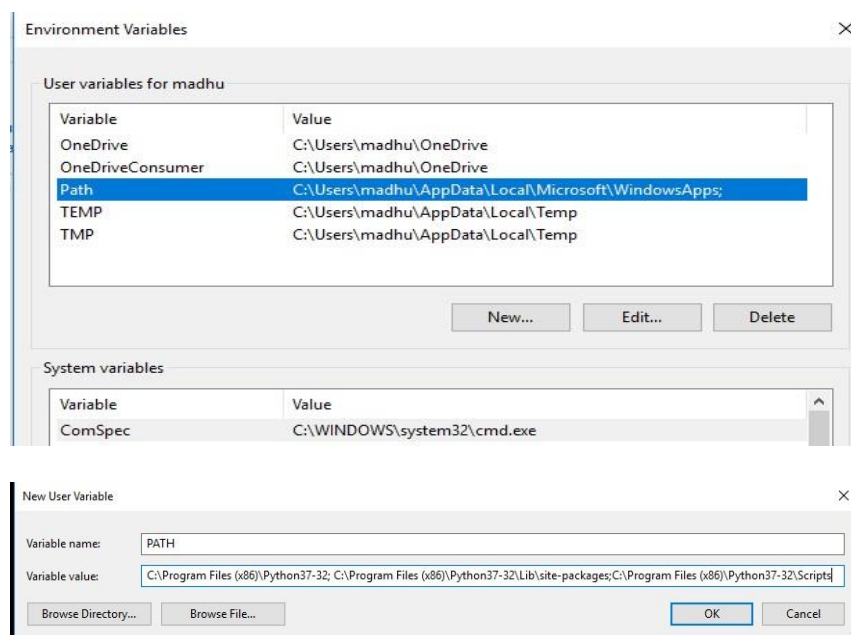 Environment Variables
User variables for madhu
Variable Value
OneDrive C:\Users\madhu\OneDrive
OneDriveConsumer C:\Users\madhu\OneDrive
Path C:\Users\madhu\AppData\Local\Microsoft\WindowsApps;
TEMP C:\Users\madhu\AppData\Local\Temp
TMP C:\Users\madhu\AppData\Local\Temp
New... Edit... Delete
System variables
Variable Value
ComSpec C:\WINDOWS\system32\cmd.exe
New User Variable
Variable name: PATH
Variable value: C:\Program Files (x86)\Python37-32; C:\Program Files (x86)\Python37-32\Lib\site-packages;C:\Program Files (x86)\Python37-32\Scripts
Browse Directory... Browse File... OK Cancel